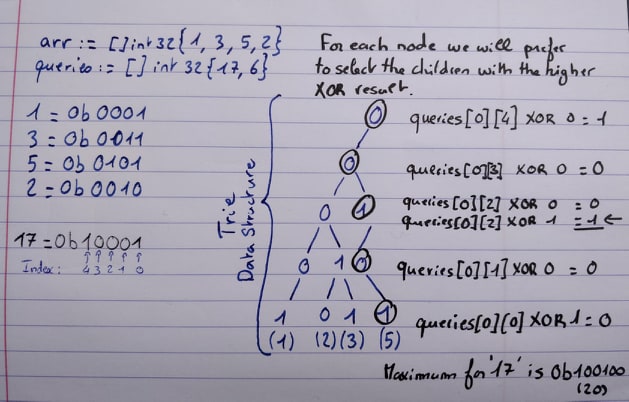 arr := []int32{1, 3, 5, 2}
queries := []int32{17, 6}
For each node we will prefer
to select the children with the higher
XOR result.
1 = 0b0001
3 = 0b0011
5 = 0b0101
2 = 0b0010
17 = 0b10001
Index: 4 3 2 1 0
Trie
Data Structure
0
0
0 1
0 1 0
1 0 1 1
(1) (2) (3) (5)
queries[0][4] XOR 0 = 1
queries[0][3] XOR 0 = 0
queries[0][2] XOR 0 = 0
queries[0][2] XOR 1 = 1 ←
queries[0][1] XOR 0 = 0
queries[0][0] XOR 1 = 0
Maximum for '17' is 0b100100
(20)